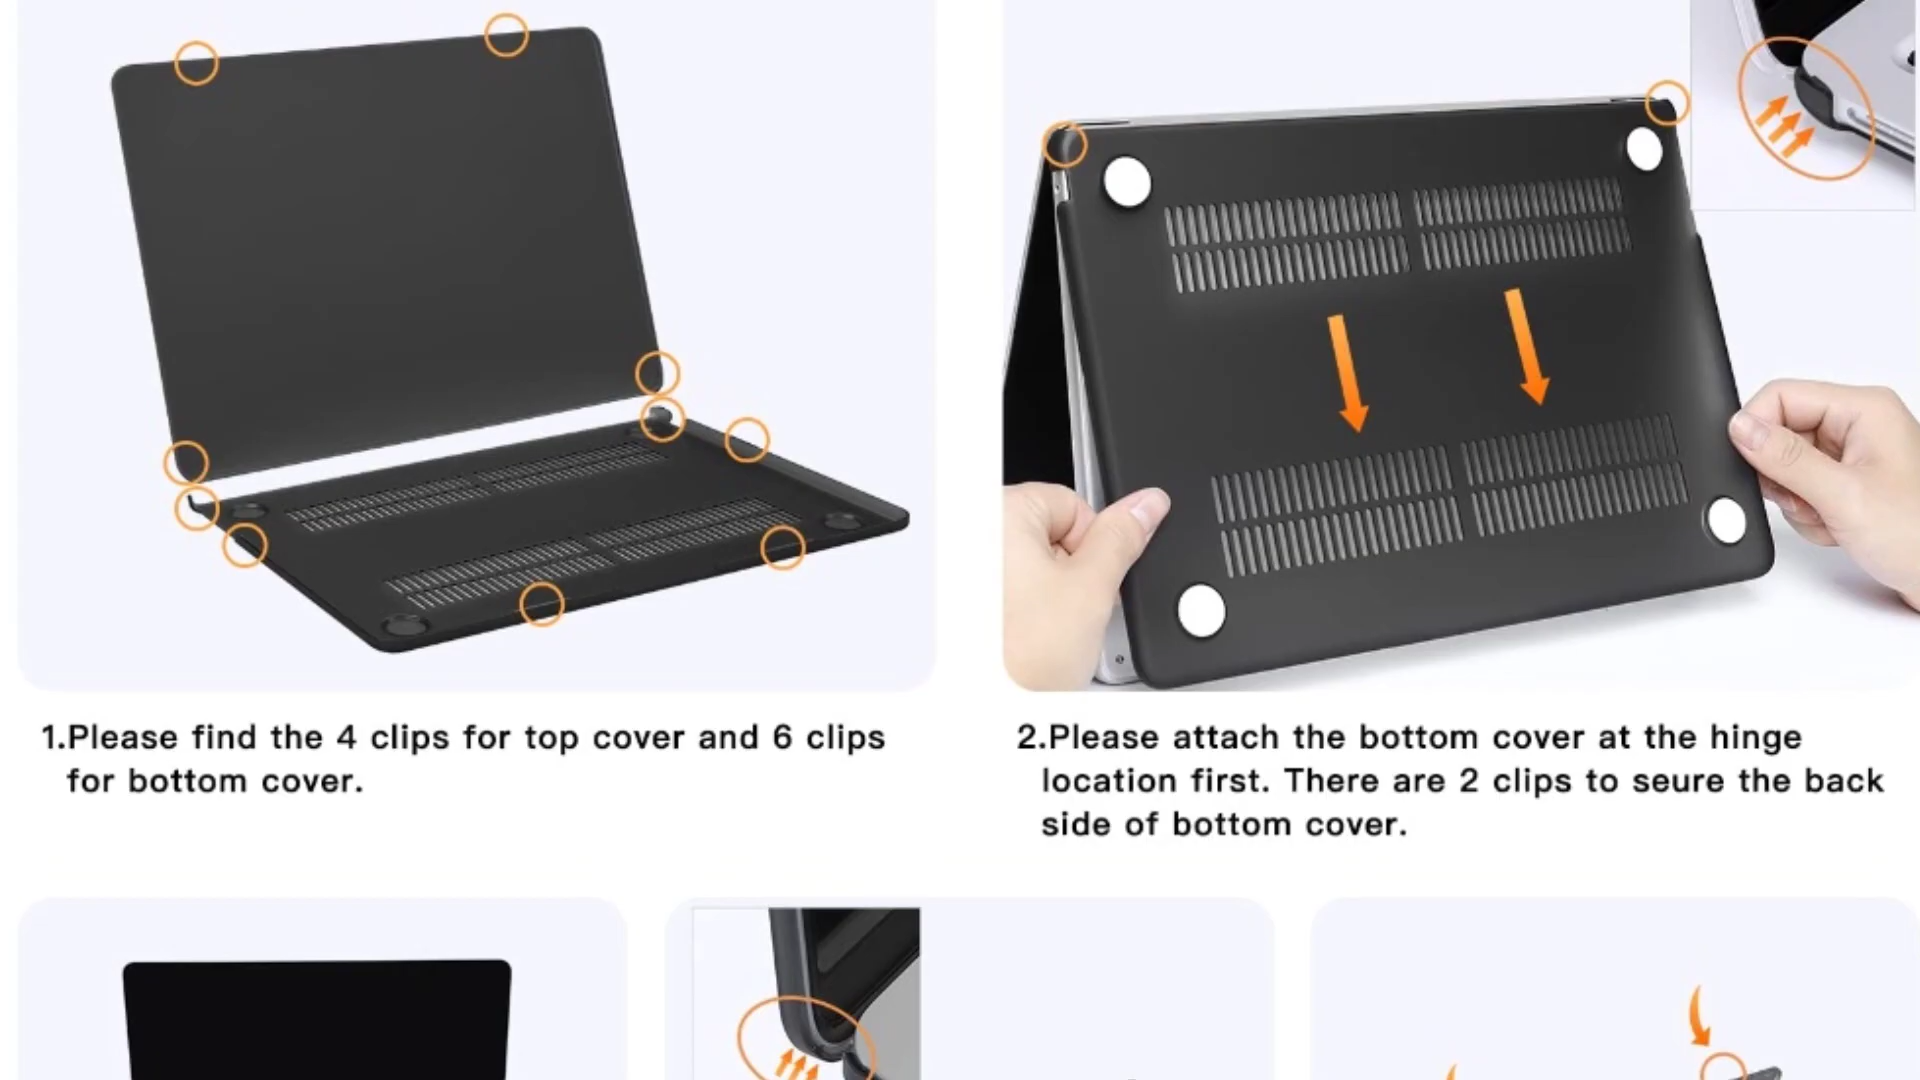 1.Please find the 4 clips for top cover and 6 clips
for bottom cover.
2.Please attach the bottom cover at the hinge
location first. There are 2 clips to seure the back
side of bottom cover.